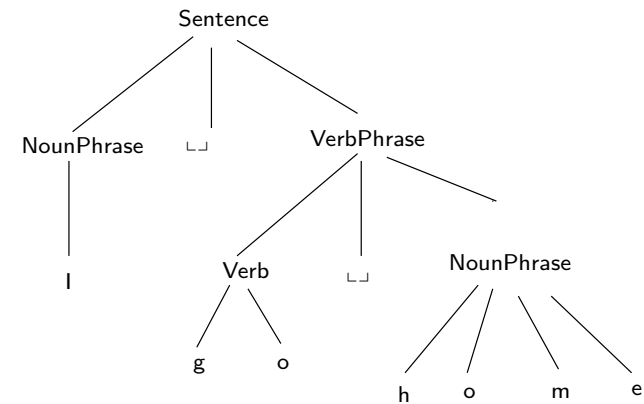 Sentence
NounPhrase ␣ VerbPhrase
I Verb ␣ NounPhrase
g o h o m e